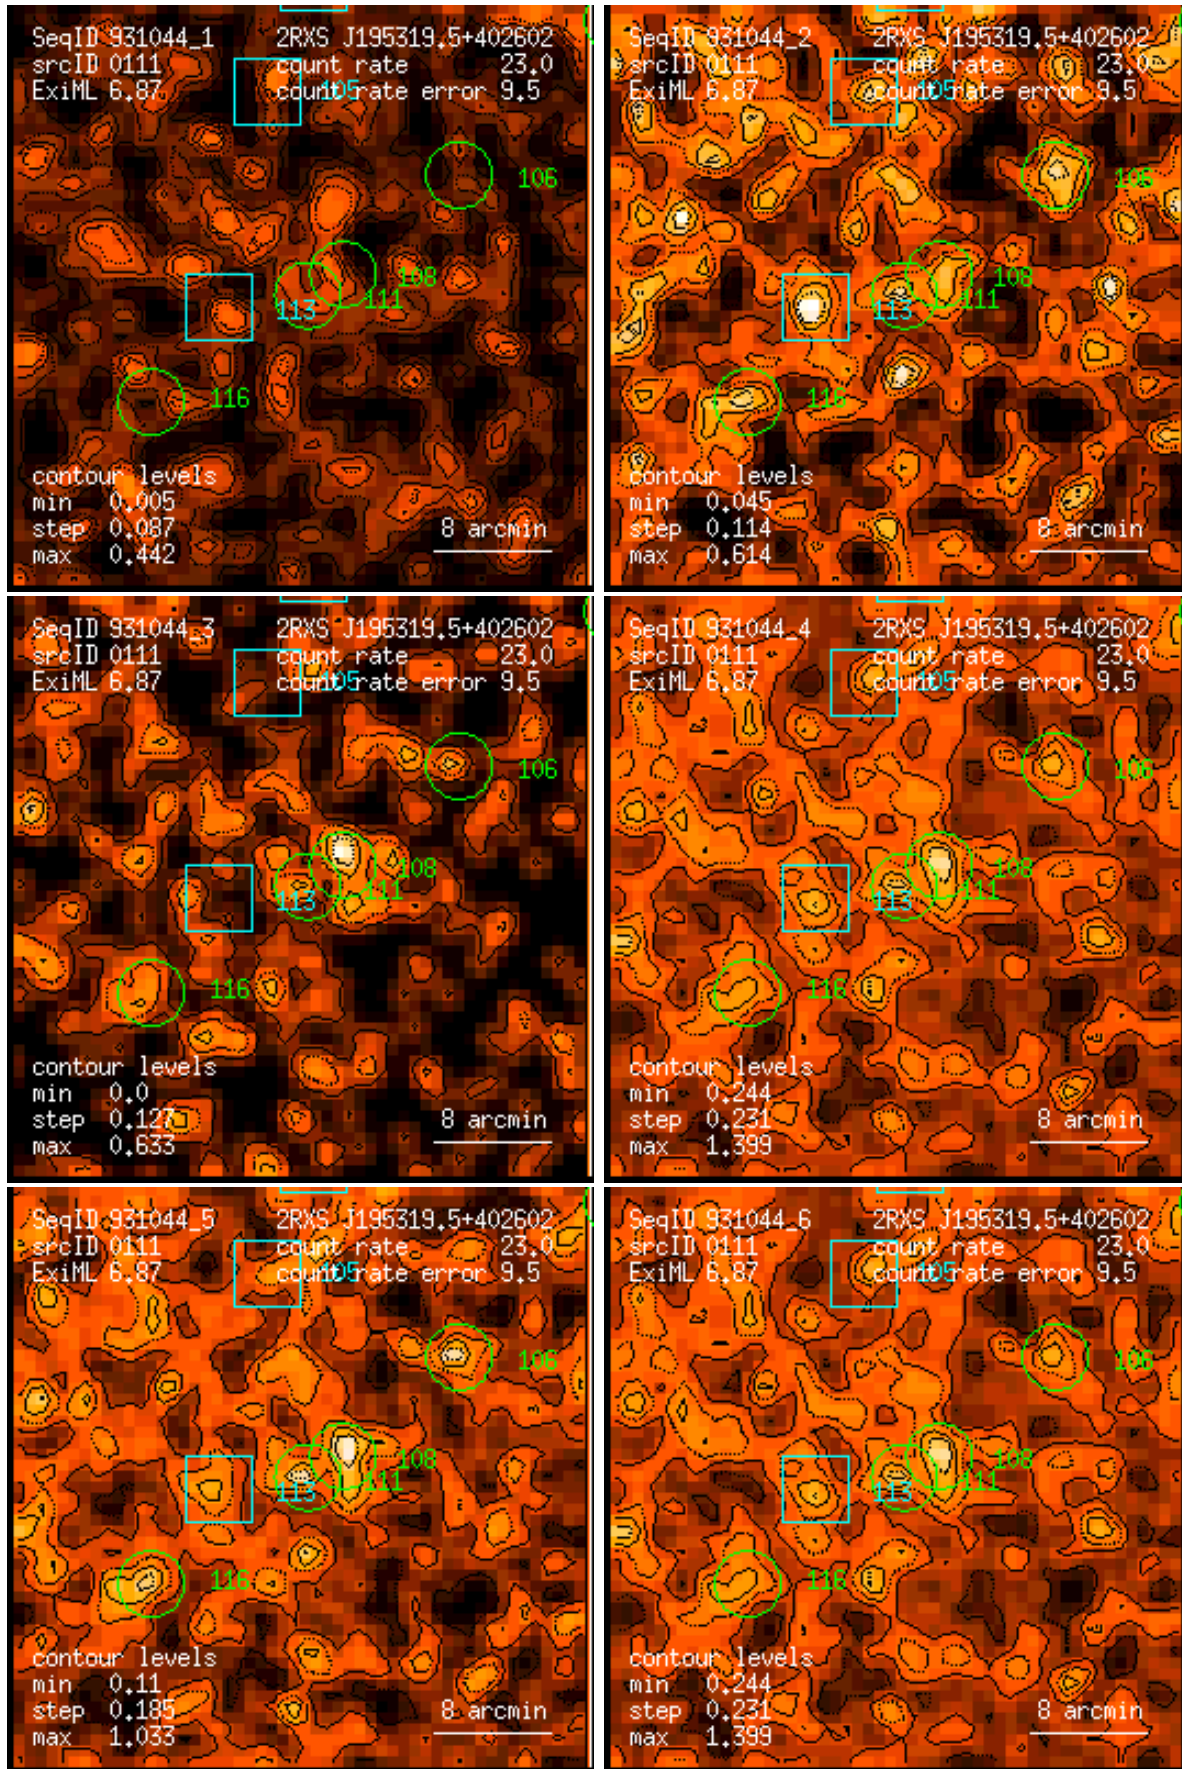 SeqID 931044_1 2RXS J195319.5+402602
srcID 0111 count rate 23.0
ExiML 6.87 count rate error 9.5
105
106
108
113 111
116
contour levels
min 0.005
step 0.087
max 0.442
8 arcmin
SeqID 931044_2 2RXS J195319.5+402602
srcID 0111 count rate 23.0
ExiML 6.87 count rate error 9.5
105
106
108
113 111
116
contour levels
min 0.045
step 0.114
max 0.614
8 arcmin
SeqID 931044_3 2RXS J195319.5+402602
srcID 0111 count rate 23.0
ExiML 6.87 count rate error 9.5
105
106
108
113 111
116
contour levels
min 0.0
step 0.127
max 0.633
8 arcmin
SeqID 931044_4 2RXS J195319.5+402602
srcID 0111 count rate 23.0
ExiML 6.87 count rate error 9.5
105
106
108
113 111
116
contour levels
min 0.244
step 0.231
max 1.399
8 arcmin
SeqID 931044_5 2RXS J195319.5+402602
srcID 0111 count rate 23.0
ExiML 6.87 count rate error 9.5
105
106
108
113 111
116
contour levels
min 0.11
step 0.185
max 1.033
8 arcmin
SeqID 931044_6 2RXS J195319.5+402602
srcID 0111 count rate 23.0
ExiML 6.87 count rate error 9.5
105
106
108
113 111
116
contour levels
min 0.244
step 0.231
max 1.399
8 arcmin